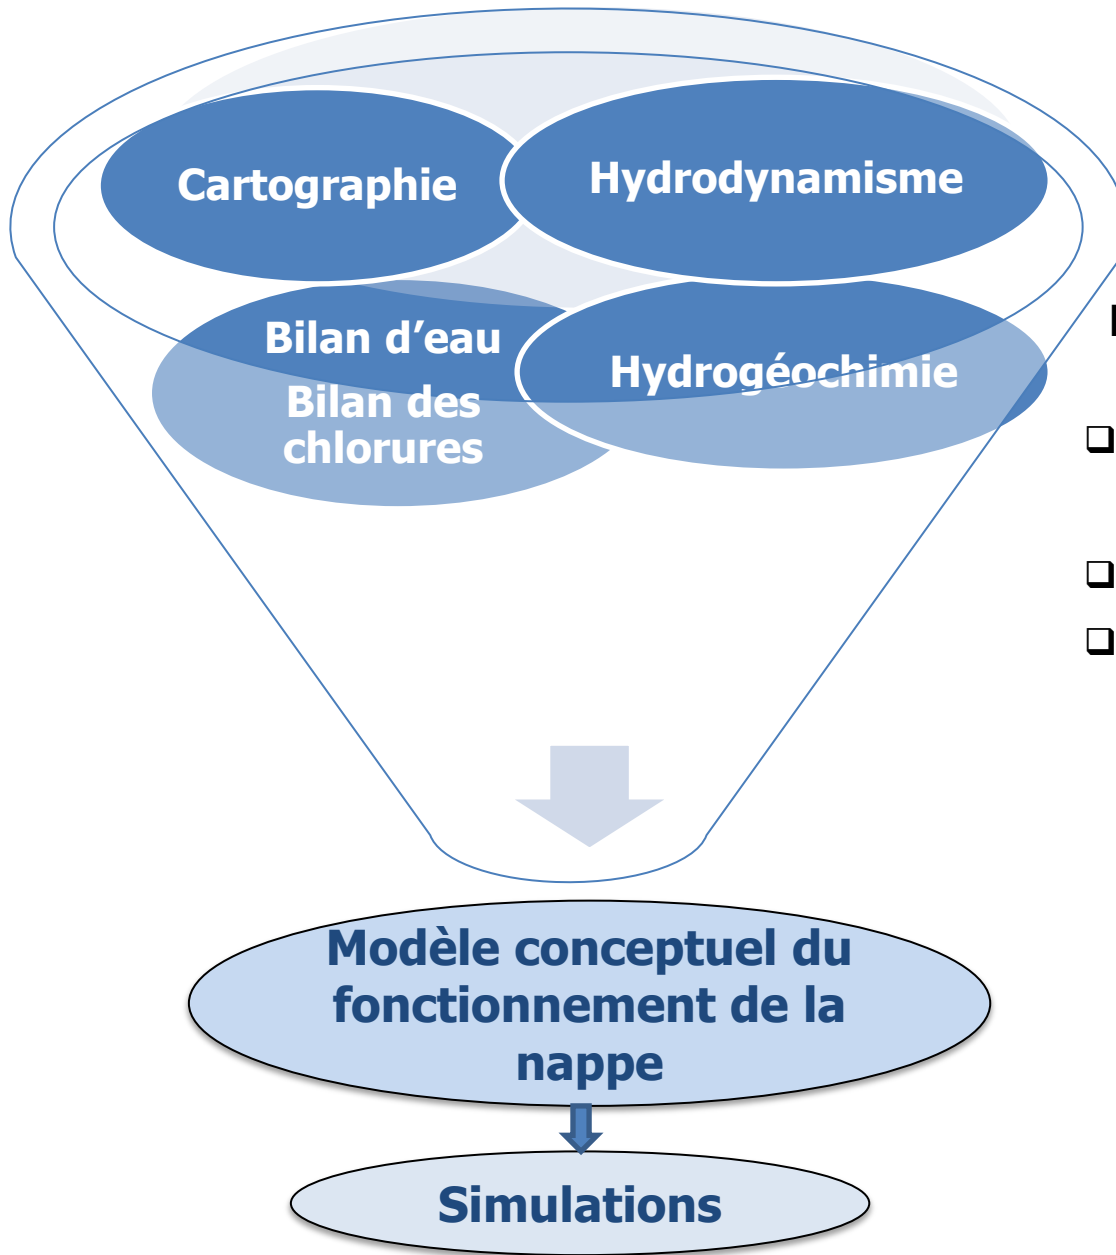 Cartographie
Hydrodynamisme
Bilan d’eau
Bilan des
chlorures
Hydrogéochimie
Modèle conceptuel du
fonctionnement de la
nappe
Simulations